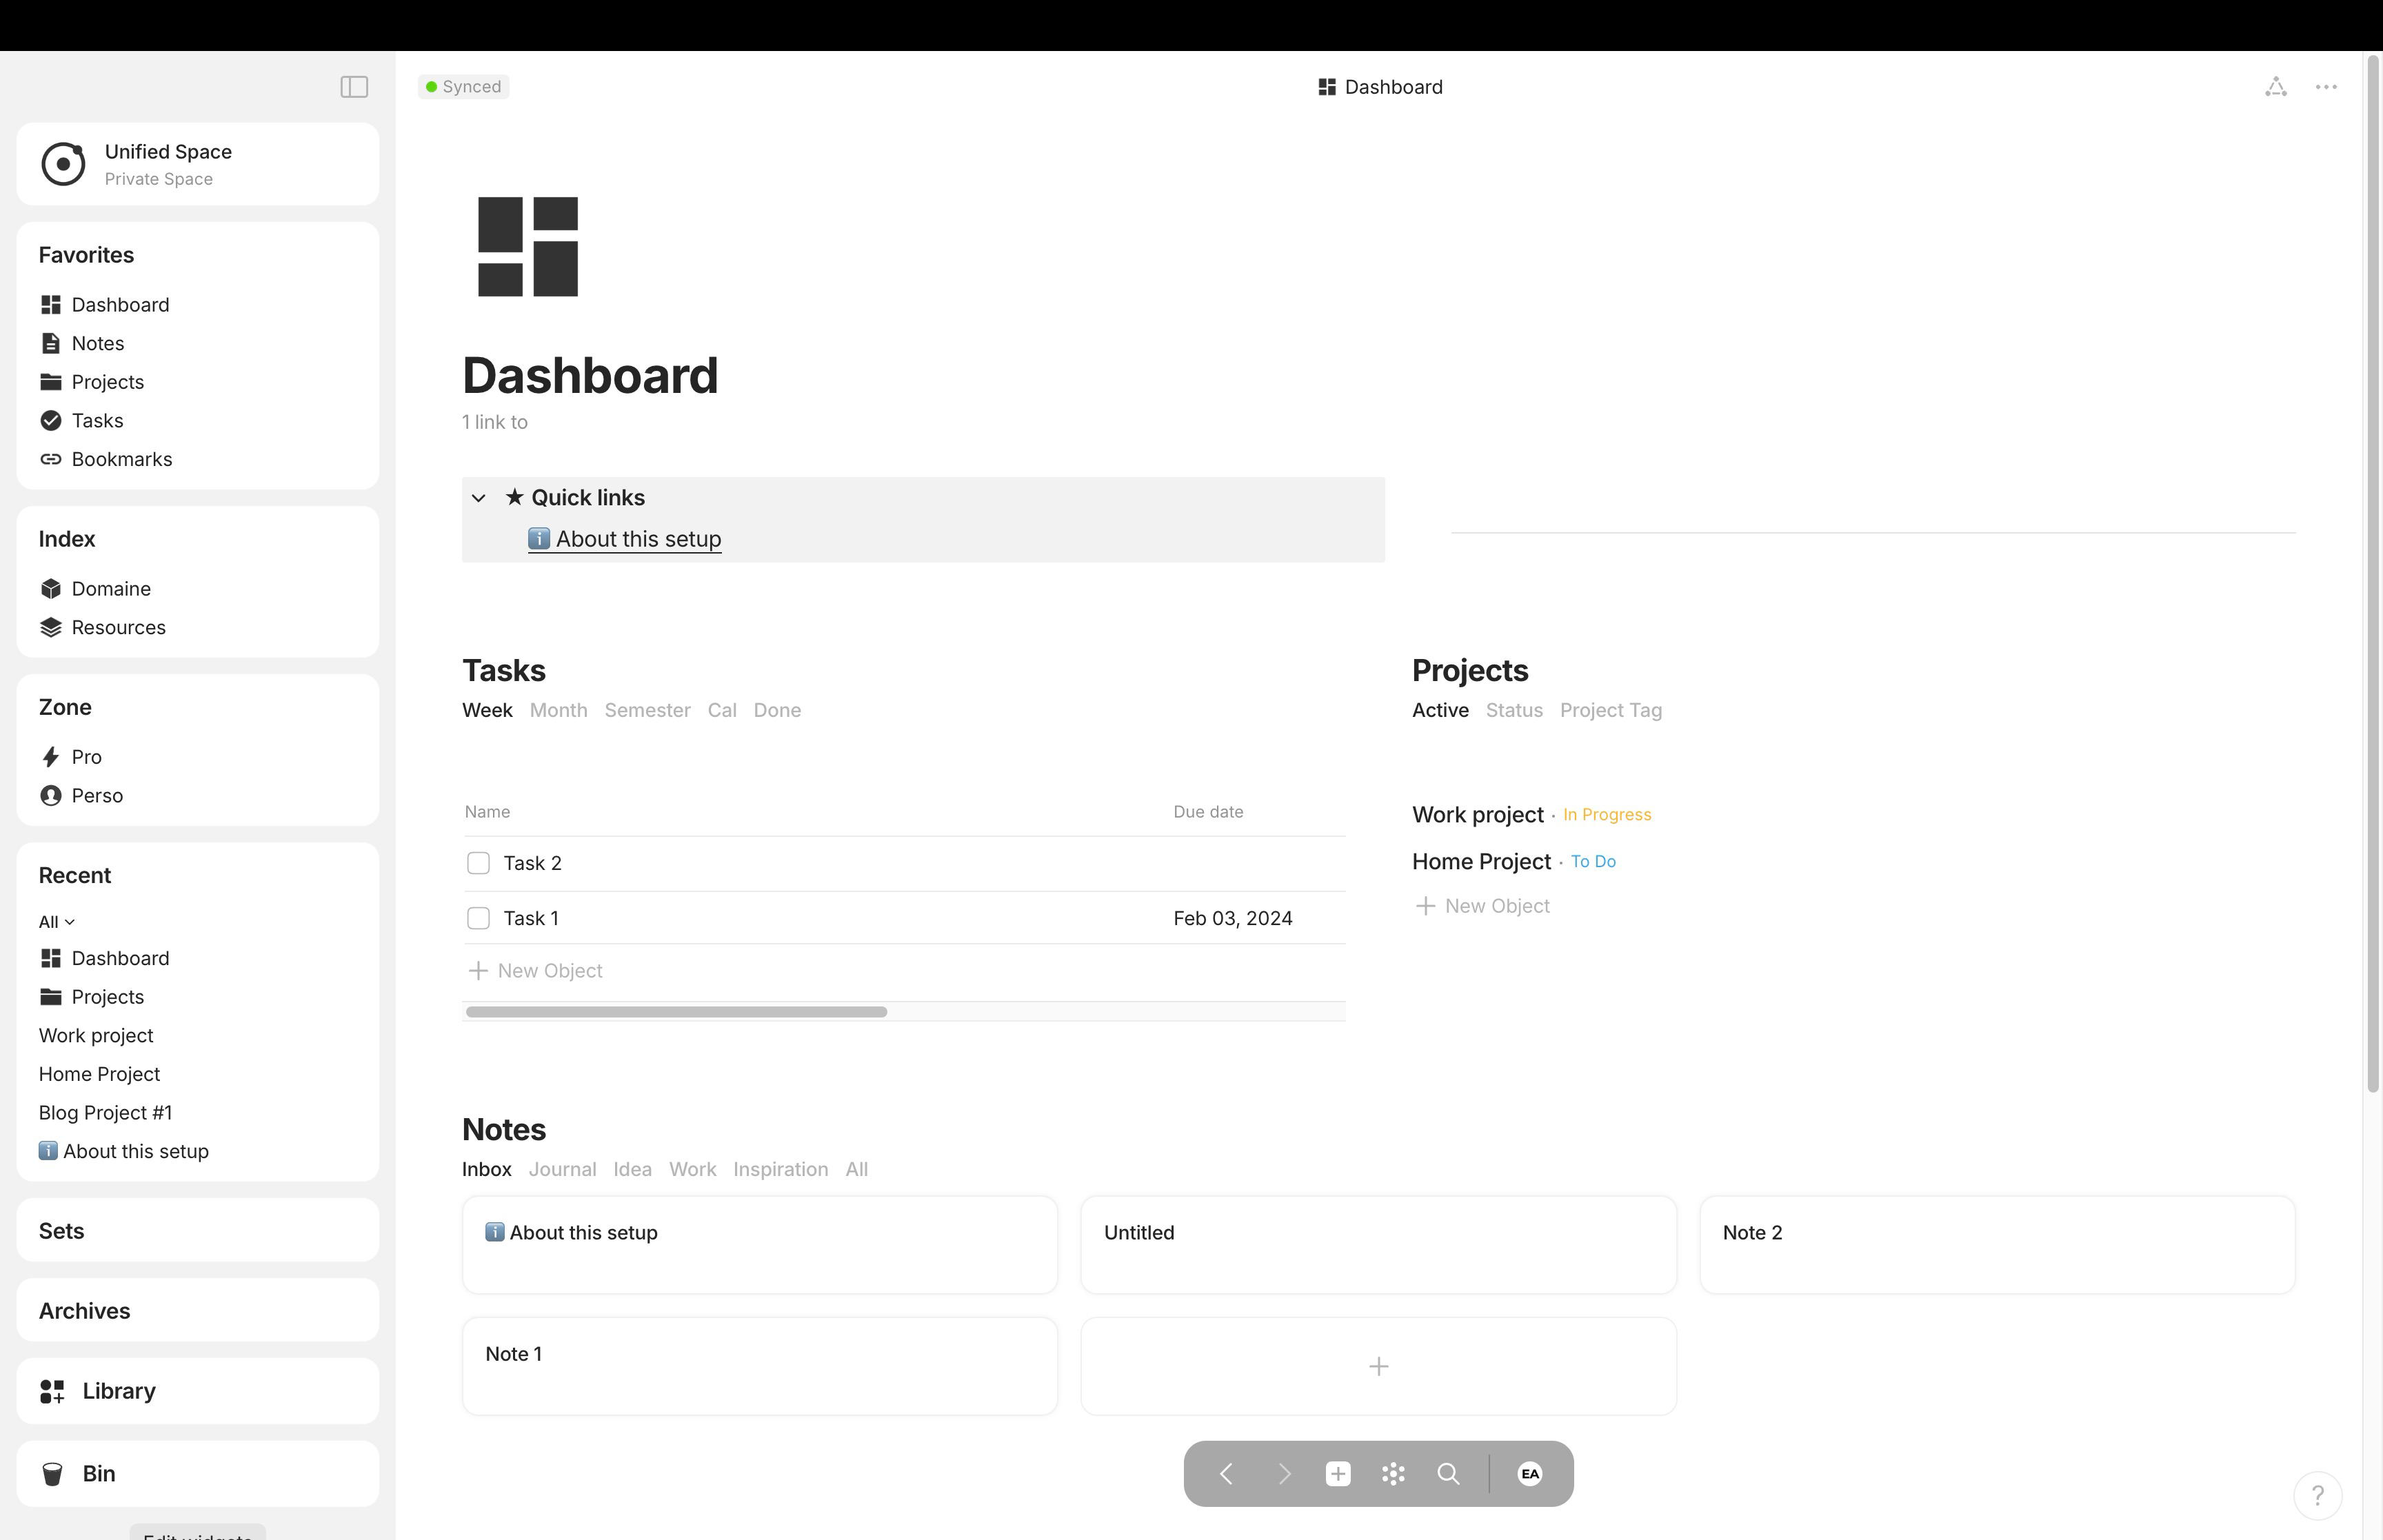 Synced
Dashboard
Unified Space
Private Space
Favorites
Dashboard
Notes
Projects
Tasks
Bookmarks
Index
Domaine
Resources
Zone
Pro
Perso
Recent
All
Dashboard
Projects
Work project
Home Project
Blog Project #1
About this setup
Sets
Archives
Library
Bin
Edit widgets
Dashboard
1 link to
★ Quick links
About this setup
Tasks
Week Month Semester Cal Done
Name Due date
Task 2
Task 1 Feb 03, 2024
New Object
Projects
Active Status Project Tag
Work project · In Progress
Home Project · To Do
New Object
Notes
Inbox Journal Idea Work Inspiration All
About this setup
Untitled
Note 2
Note 1
EA
?